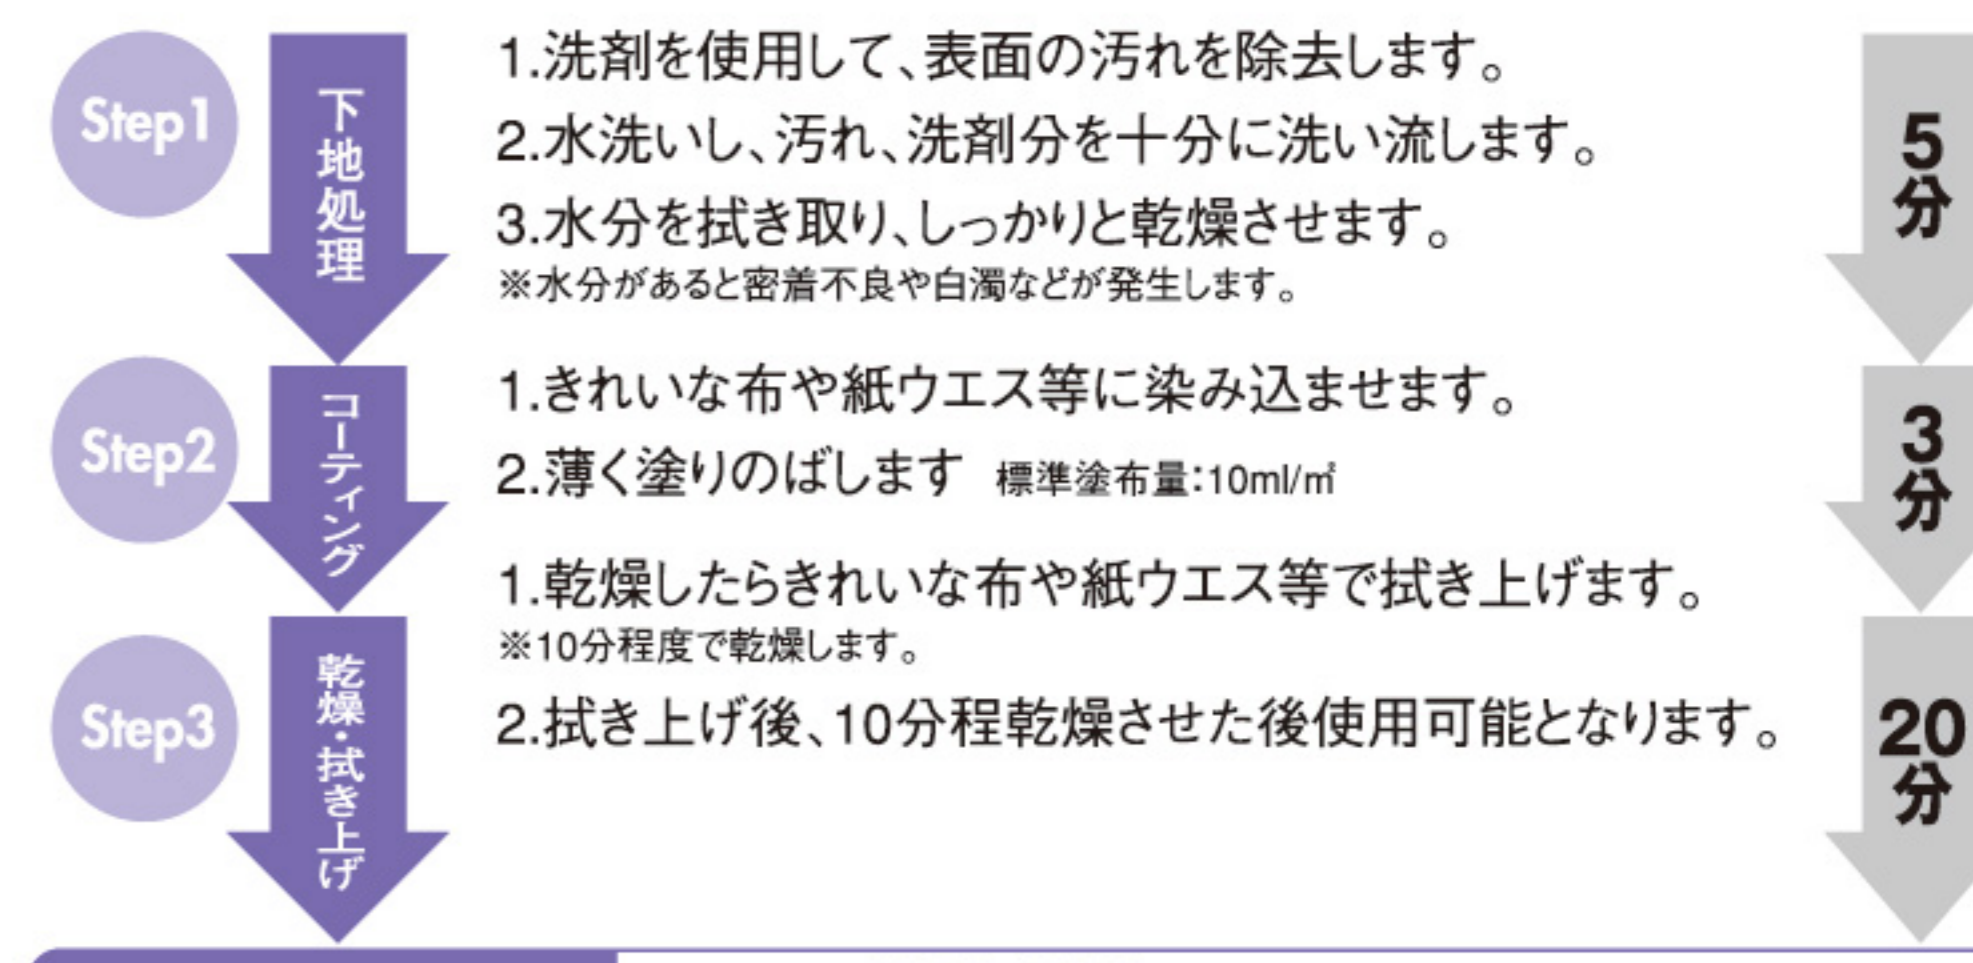 Step1
下地処理
1.洗剤を使用して、表面の汚れを除去します。
2.水洗いし、汚れ、洗剤分を十分に洗い流します。
3.水分を拭き取り、しっかりと乾燥させます。
※水分があると密着不良や白濁などが発生します。
5分
Step2
コーティング
1.きれいな布や紙ウエス等に染み込ませます。
2.薄く塗りのばします 標準塗布量:10ml/㎡
3分
Step3
乾燥・拭き上げ
1.乾燥したらきれいな布や紙ウエス等で拭き上げます。
※10分程度で乾燥します。
2.拭き上げ後、10分程乾燥させた後使用可能となります。
20分